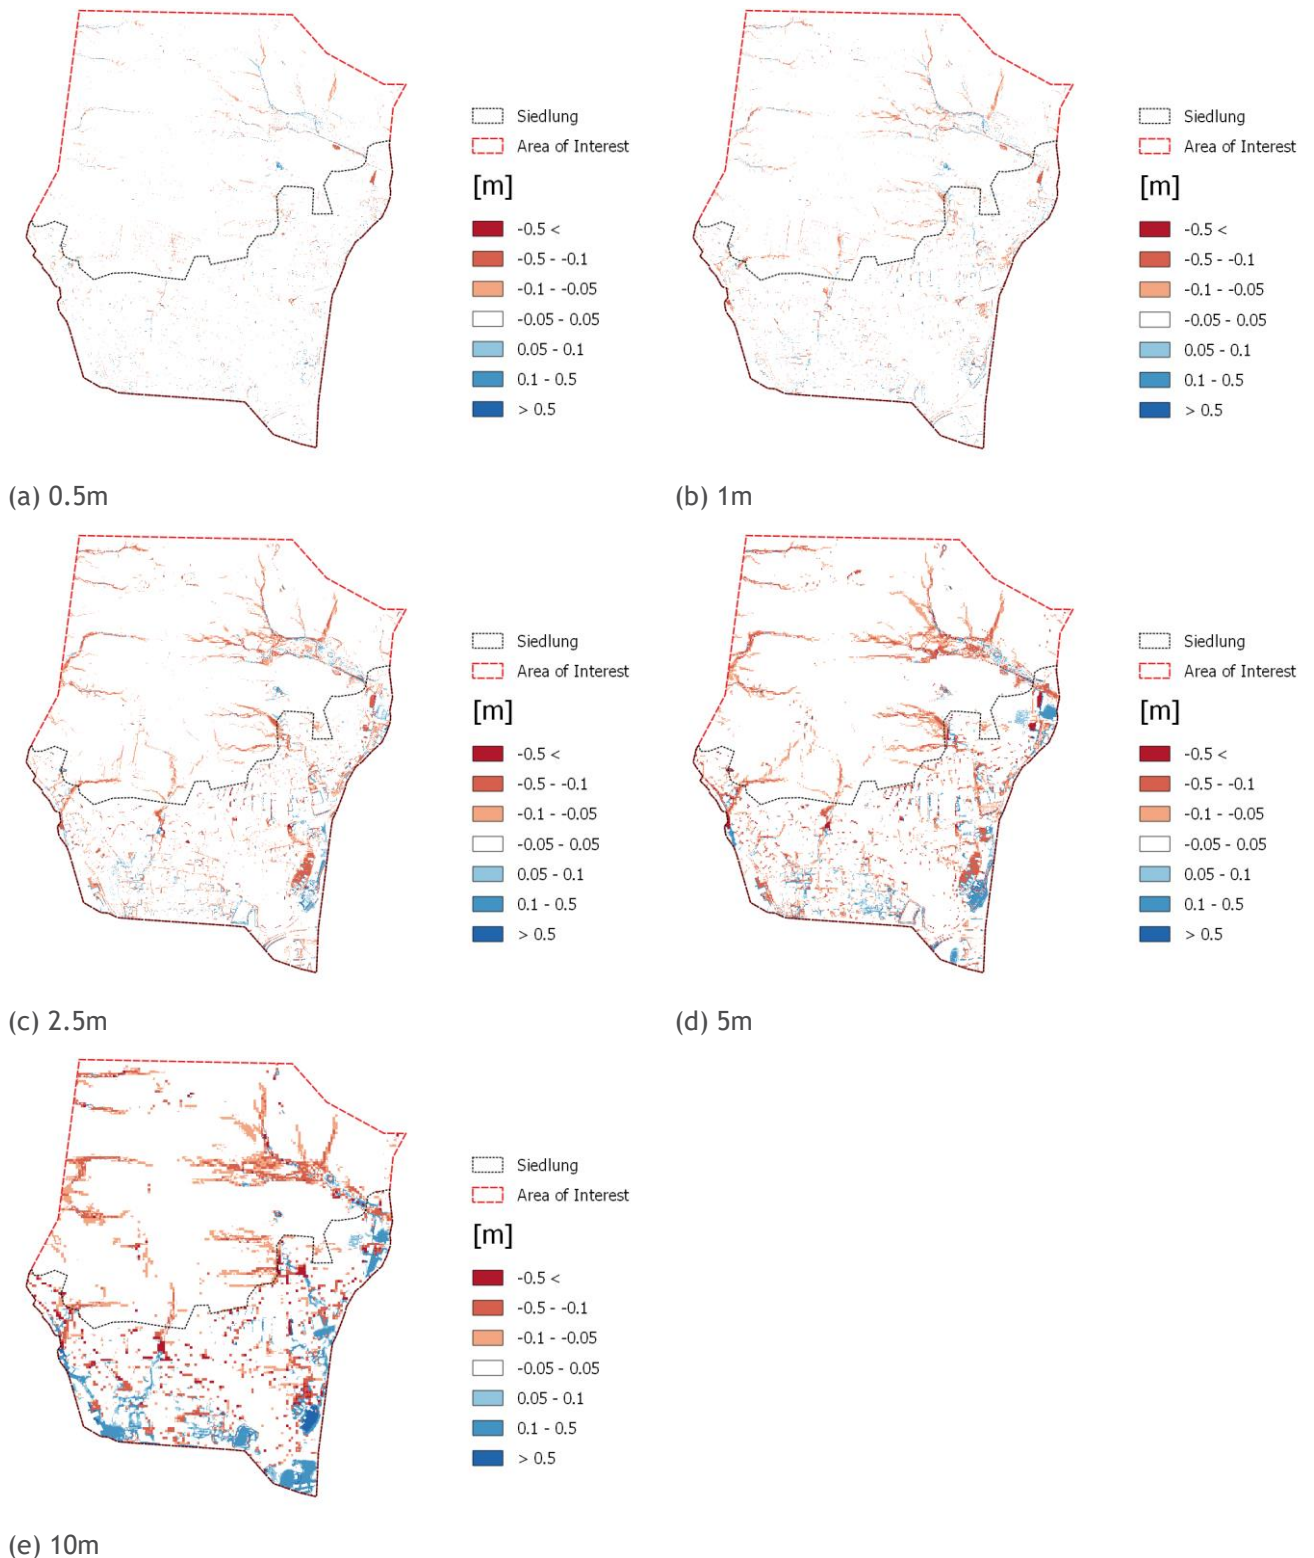 Siedlung
Area of Interest
[m]
-0.5 <
-0.5 - -0.1
-0.1 - -0.05
-0.05 - 0.05
0.05 - 0.1
0.1 - 0.5
> 0.5
(a) 0.5m
Siedlung
Area of Interest
[m]
-0.5 <
-0.5 - -0.1
-0.1 - -0.05
-0.05 - 0.05
0.05 - 0.1
0.1 - 0.5
> 0.5
(b) 1m
Siedlung
Area of Interest
[m]
-0.5 <
-0.5 - -0.1
-0.1 - -0.05
-0.05 - 0.05
0.05 - 0.1
0.1 - 0.5
> 0.5
(c) 2.5m
Siedlung
Area of Interest
[m]
-0.5 <
-0.5 - -0.1
-0.1 - -0.05
-0.05 - 0.05
0.05 - 0.1
0.1 - 0.5
> 0.5
(d) 5m
Siedlung
Area of Interest
[m]
-0.5 <
-0.5 - -0.1
-0.1 - -0.05
-0.05 - 0.05
0.05 - 0.1
0.1 - 0.5
> 0.5
(e) 10m